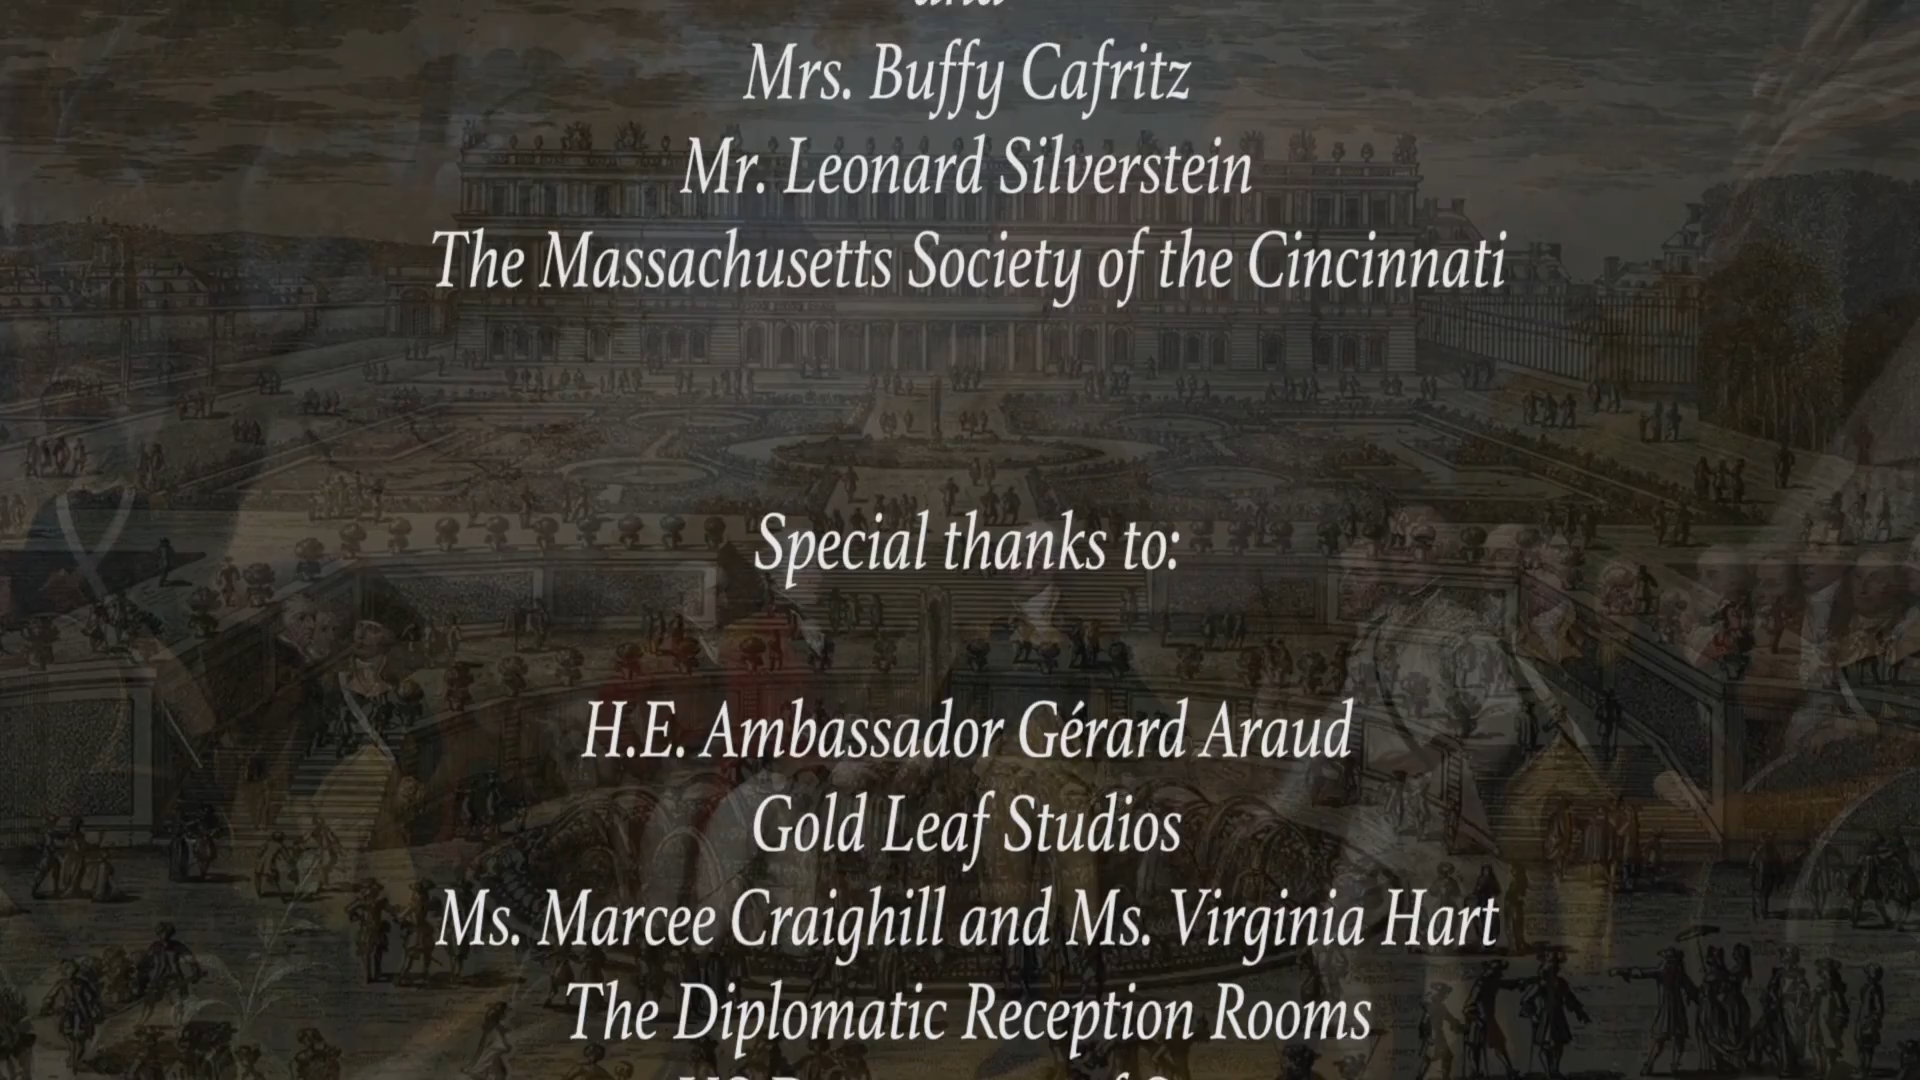 and
Mrs. Buffy Cafritz
Mr. Leonard Silverstein
The Massachusetts Society of the Cincinnati
Special thanks to:
H.E. Ambassador Gérard Araud
Gold Leaf Studios
Ms. Marcee Craighill and Ms. Virginia Hart
The Diplomatic Reception Rooms